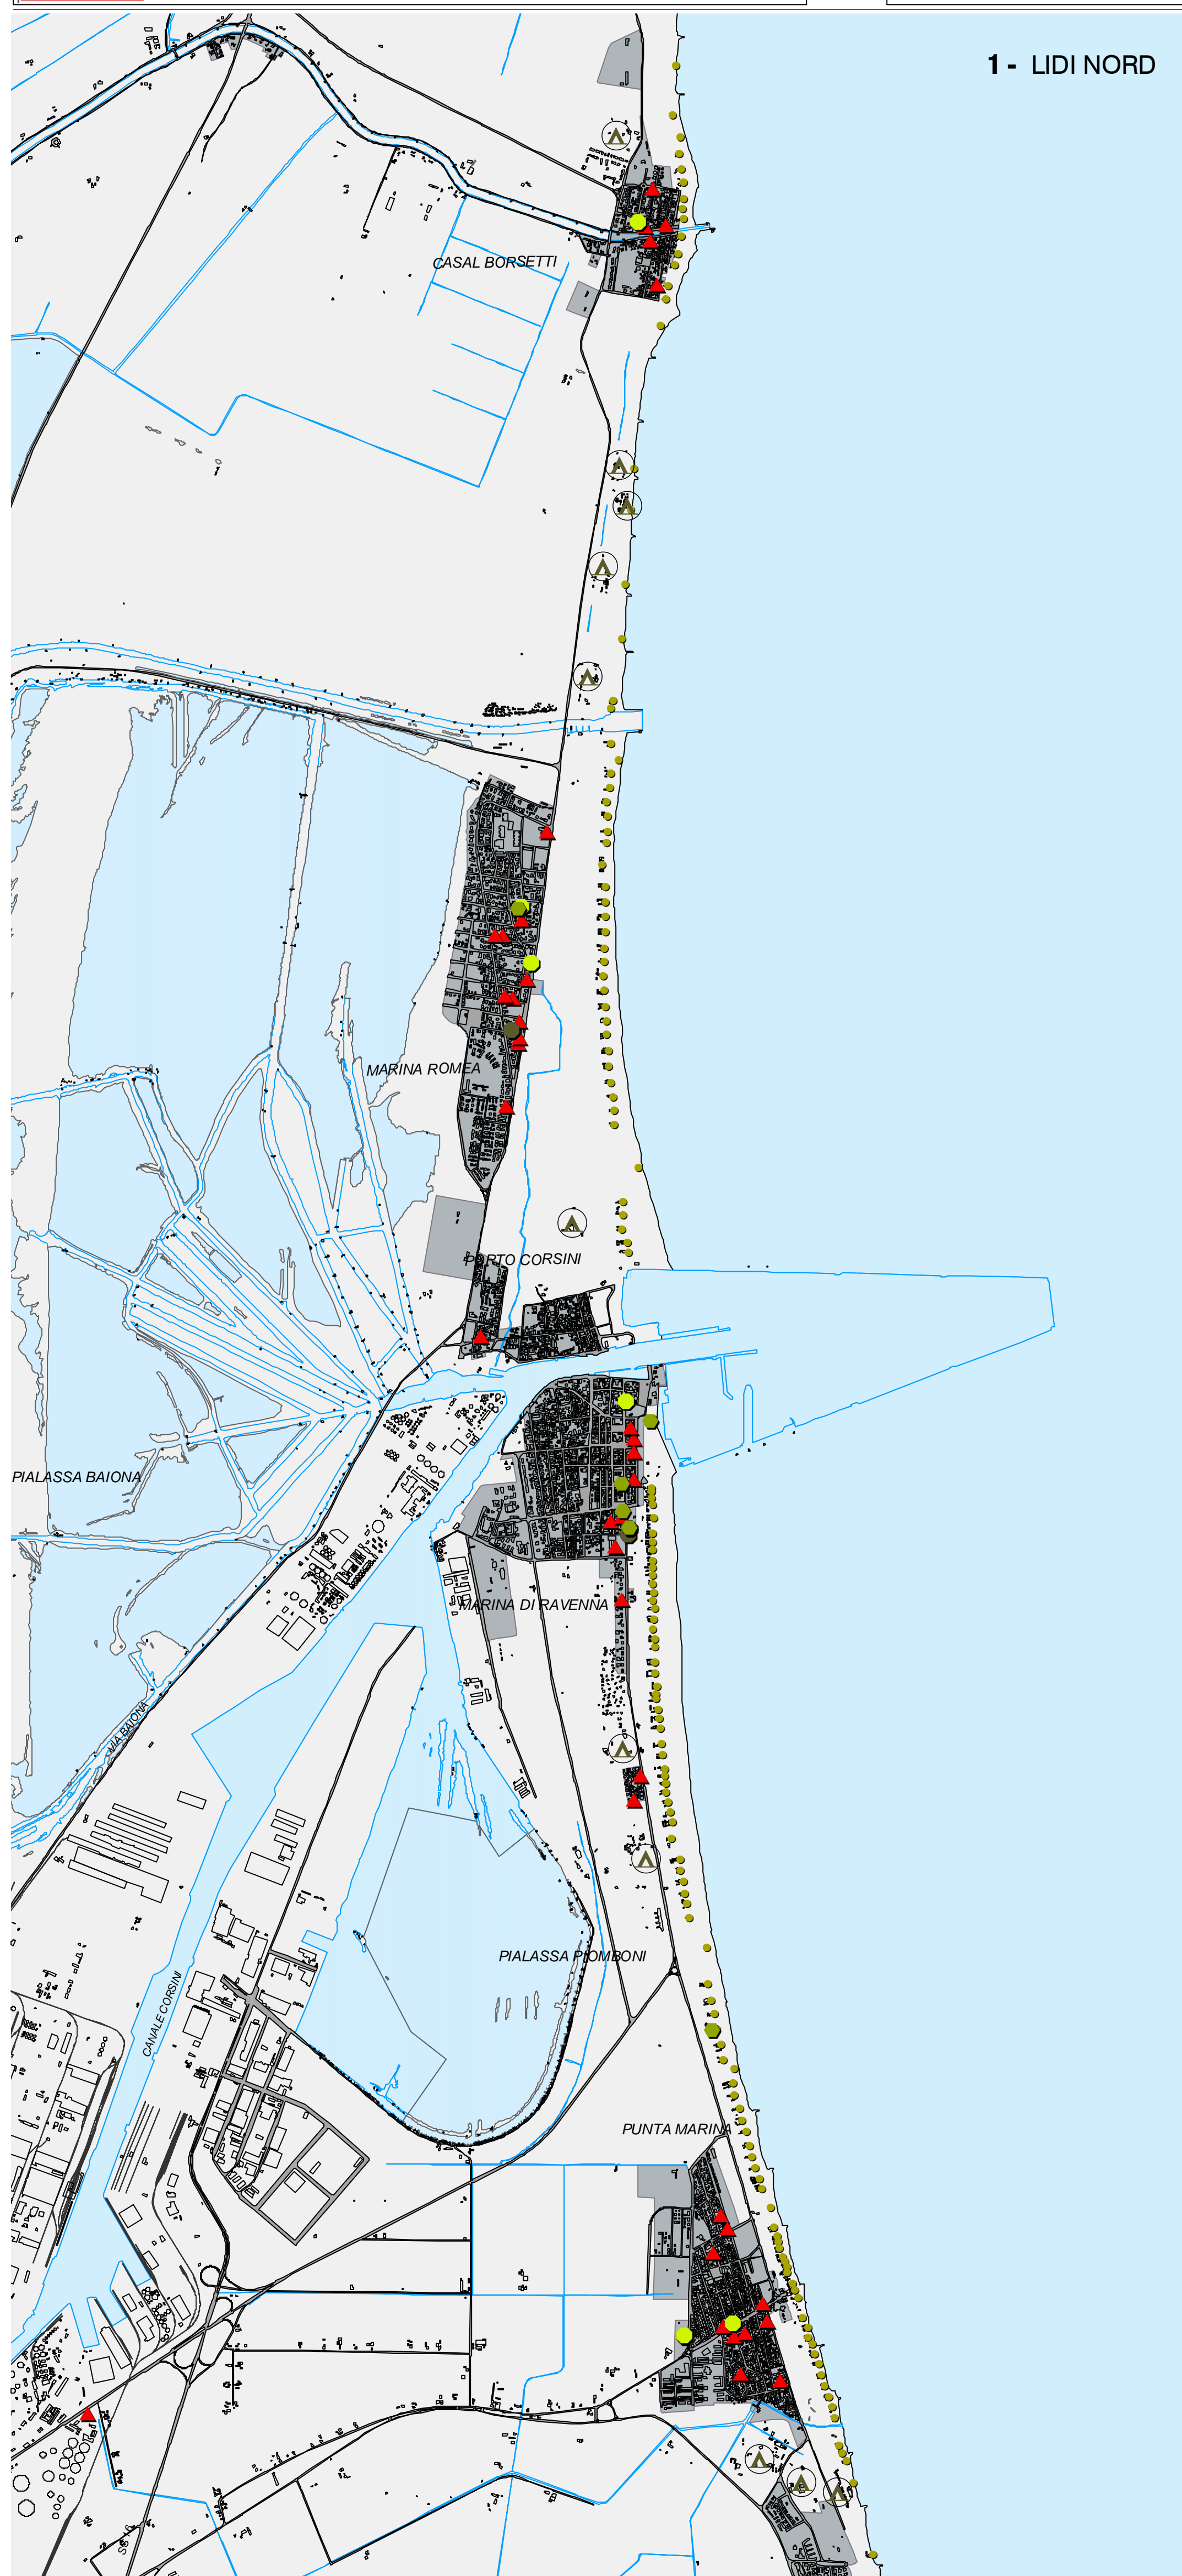 1 - LIDI NORD
CASAL BORSETTI
MARINA ROMEA
PORTO CORSINI
PIALASSA BAIONA
MARINA DI RAVENNA
VIA BAIONA
PIALASSA PIOMBONI
CANALE CORSINI
PUNTA MARINA